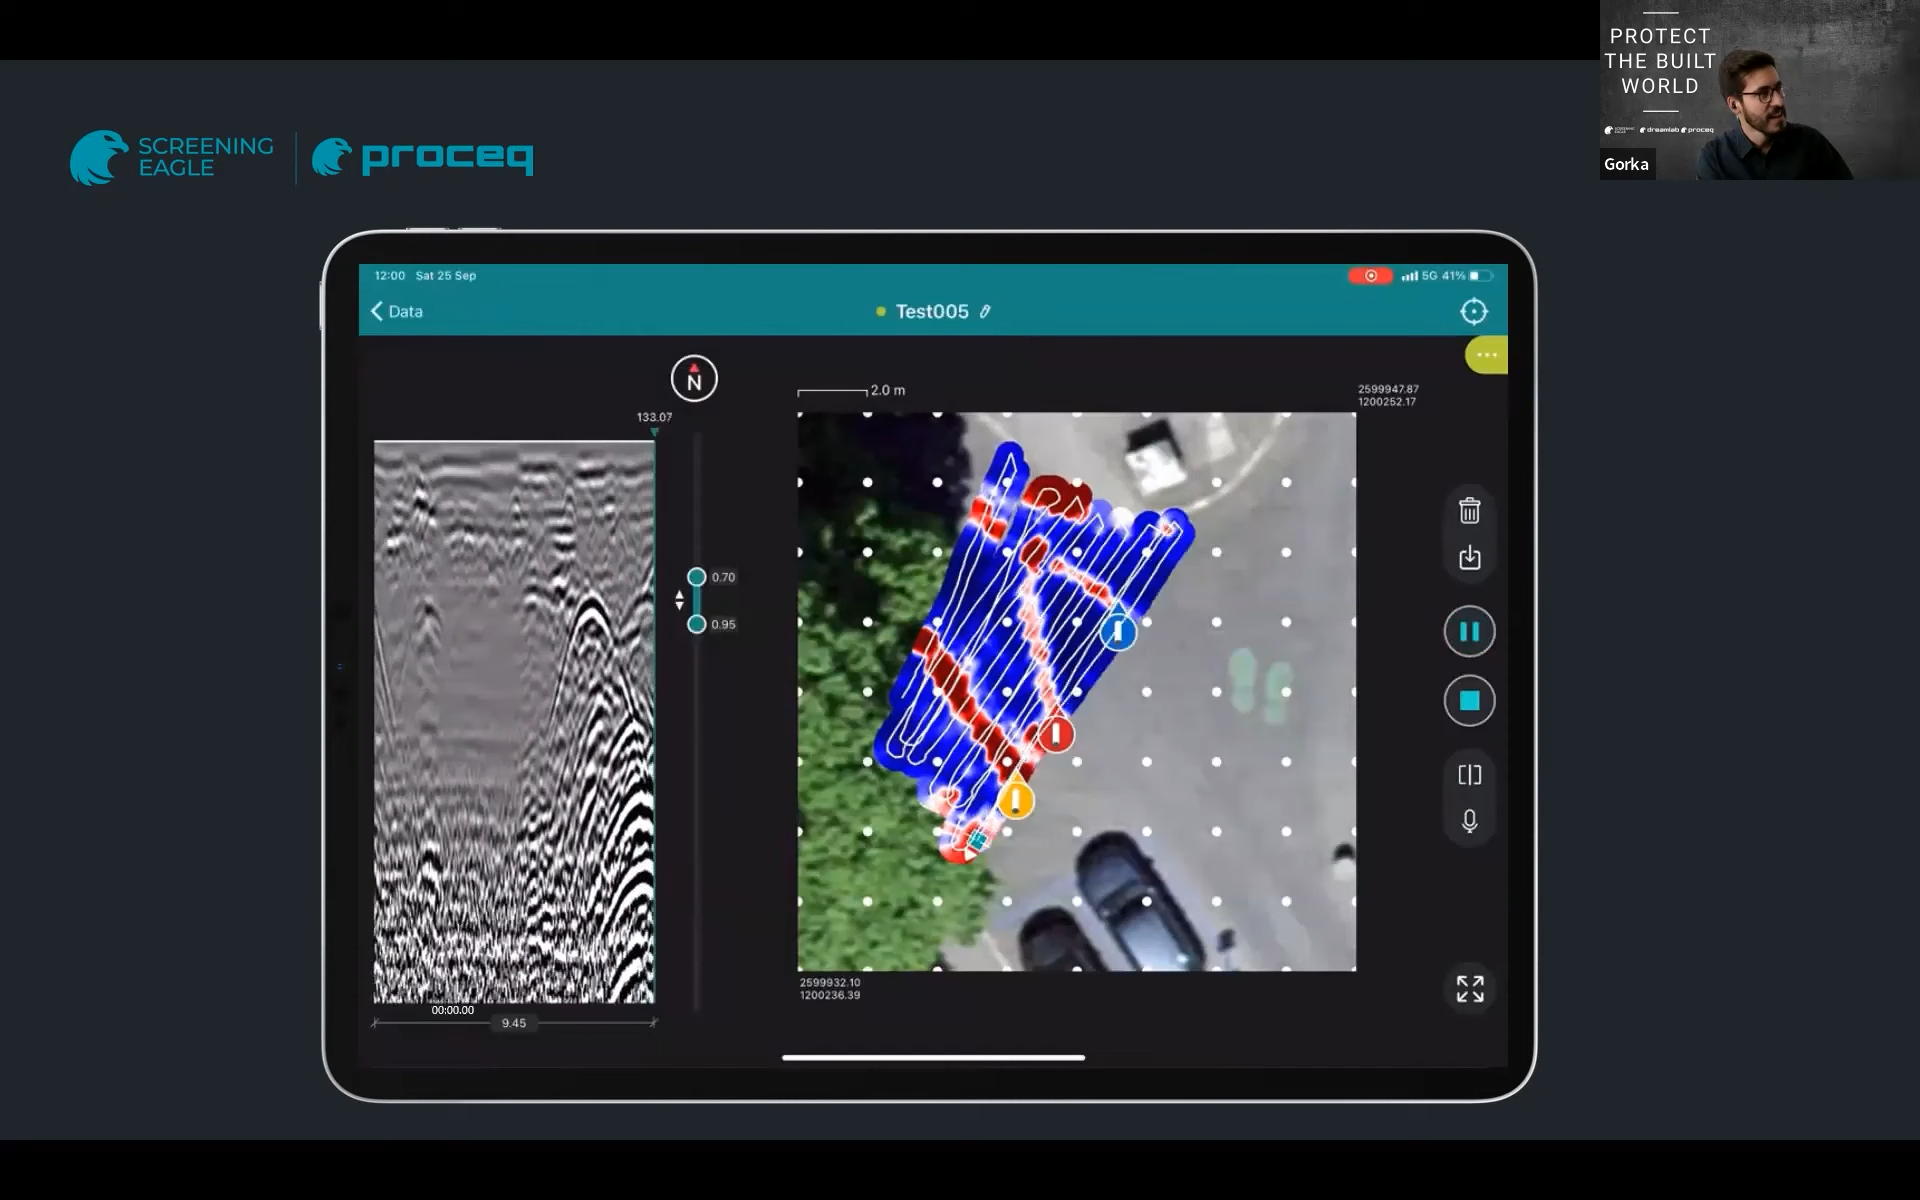 PROTECT
THE BUILT
WORLD
dreamlab proceq
Gorka
SCREENING
EAGLE
proceq
12:00 Sat 25 Sep
5G 41%
Data
Test005
N
133.07
2.0 m
2599947.87
1200252.17
0.70
0.95
2599932.10
1200236.39
00:00.00
9.45